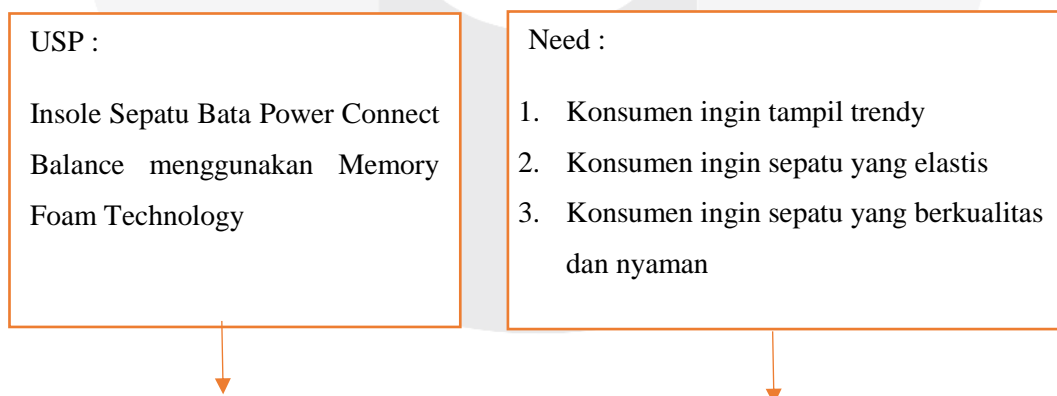 USP :
Insole Sepatu Bata Power Connect
Balance menggunakan Memory
Foam Technology
Need :
1. Konsumen ingin tampil trendy
2. Konsumen ingin sepatu yang elastis
3. Konsumen ingin sepatu yang berkualitas
dan nyaman